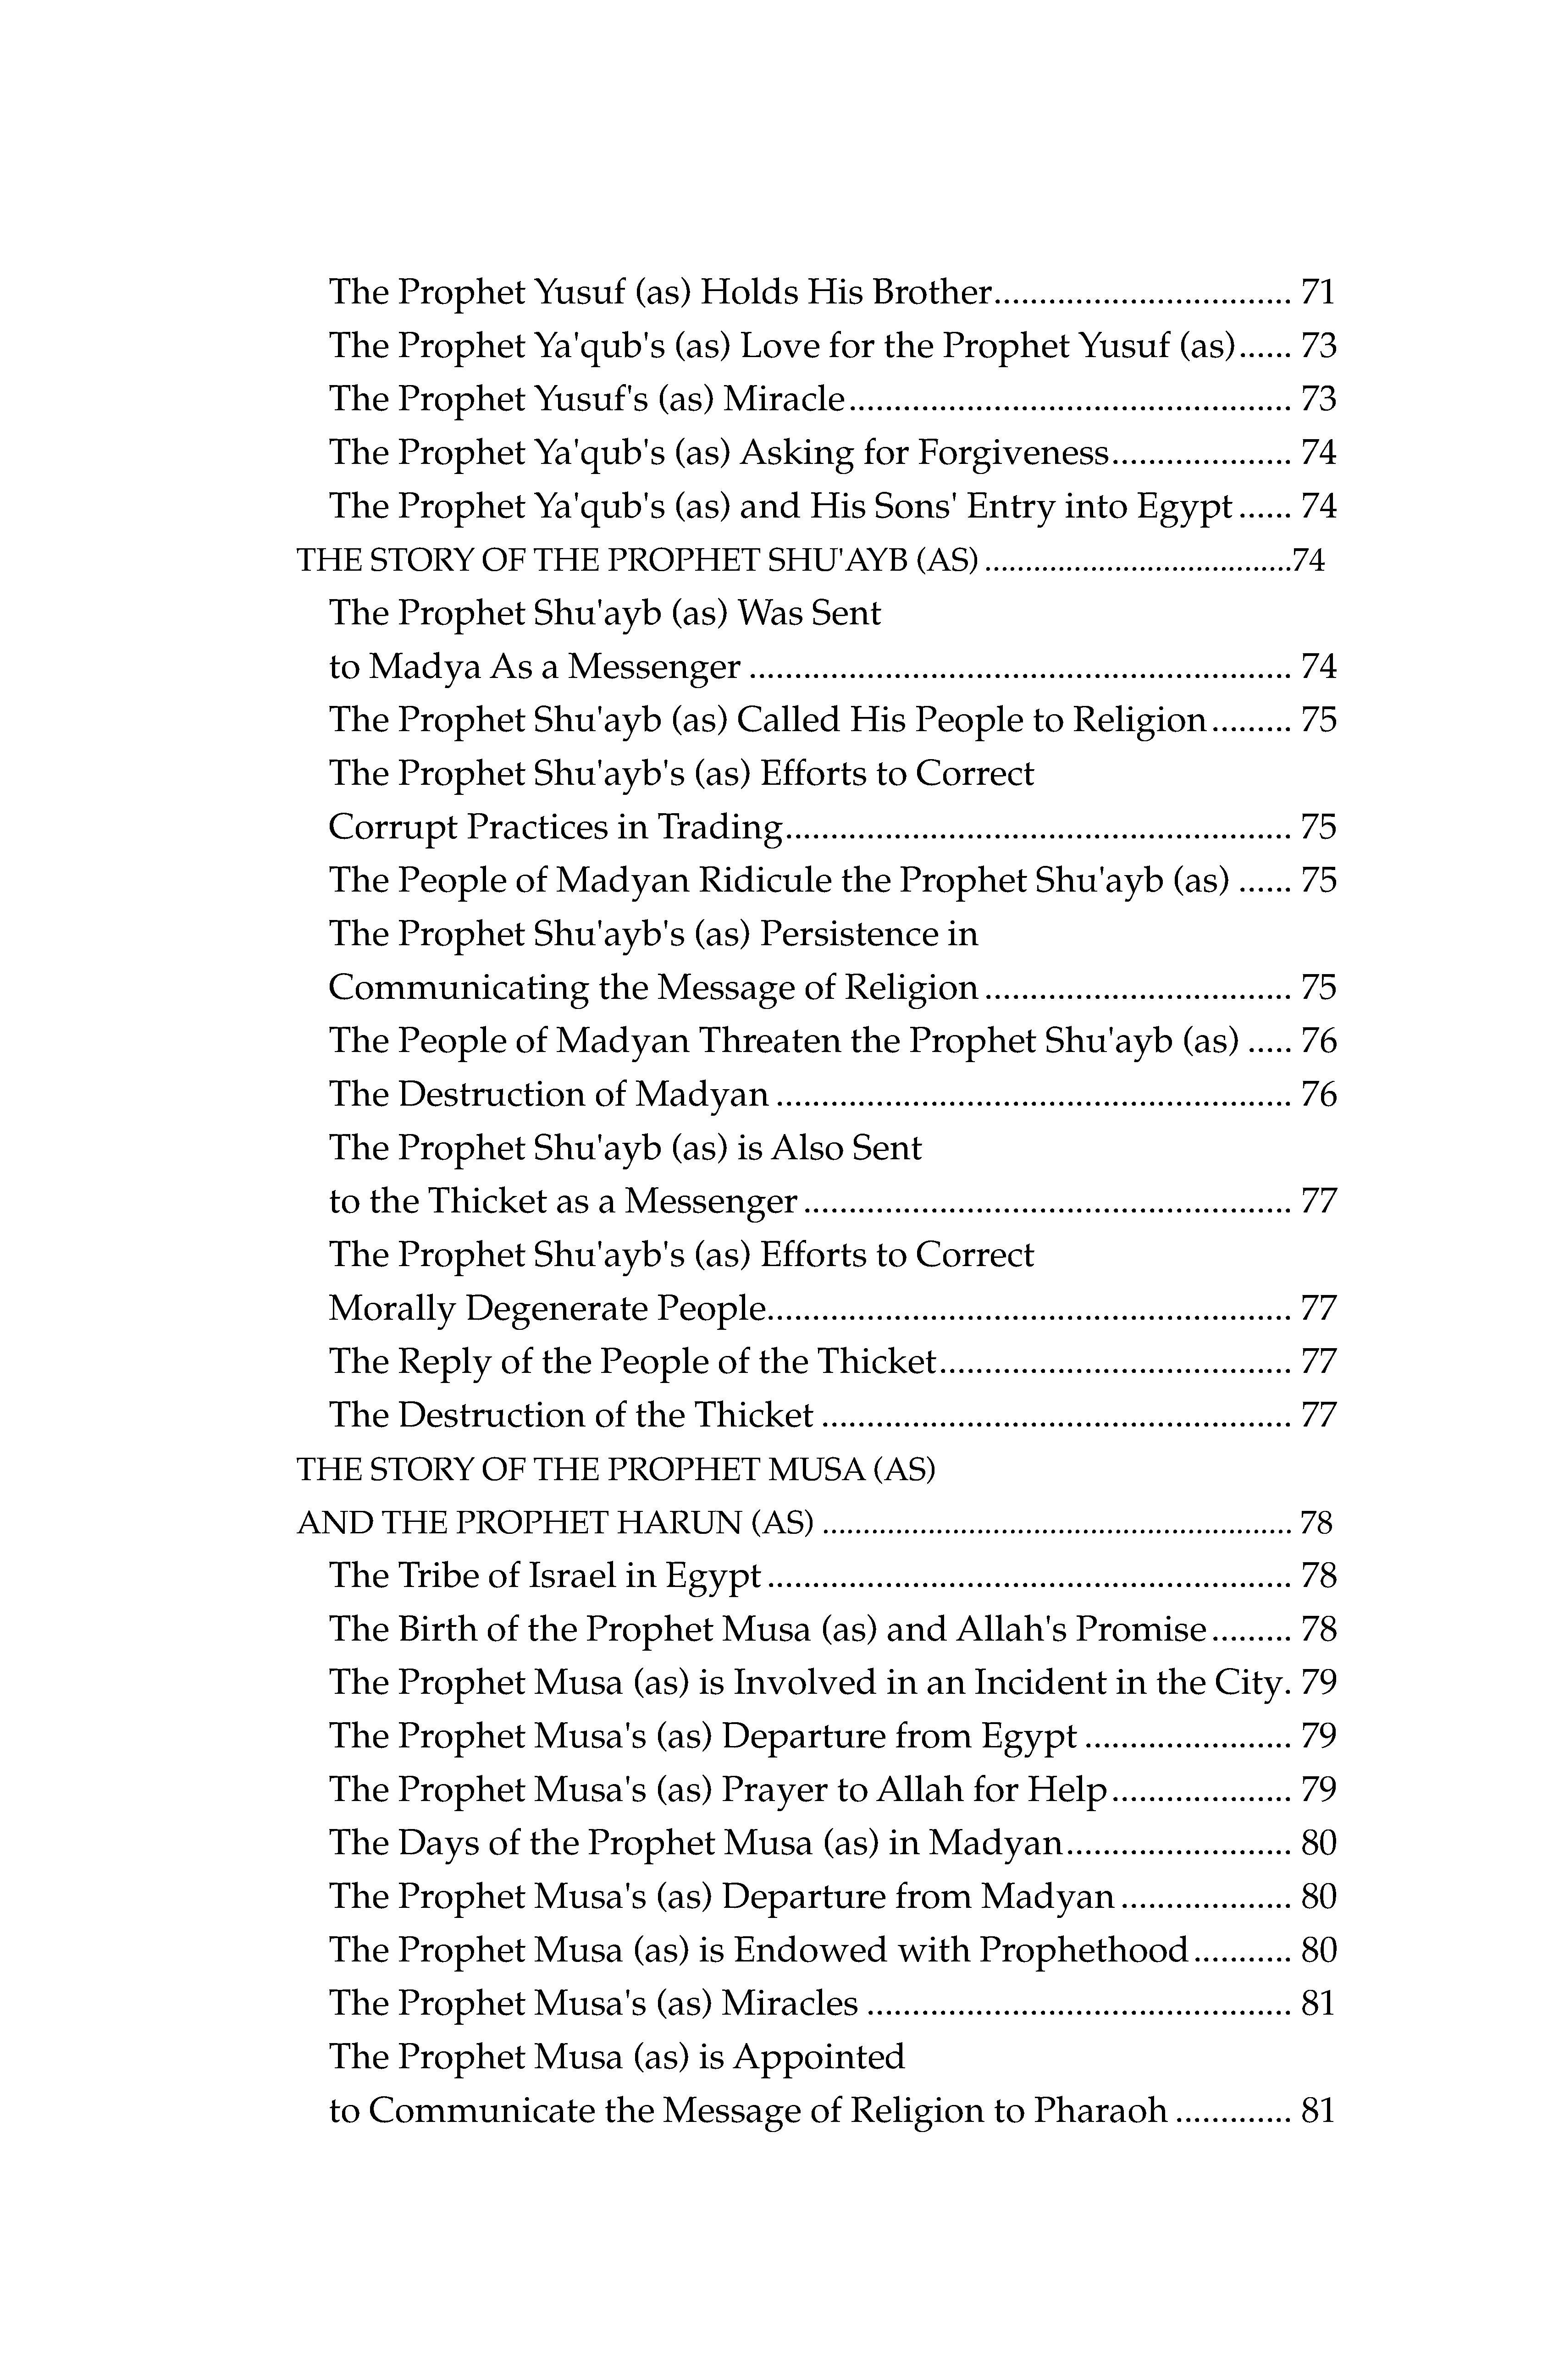 The Prophet Yusuf (as) Holds His Brother................................. 71
The Prophet Ya'qub's (as) Love for the Prophet Yusuf (as)...... 73
The Prophet Yusuf's (as) Miracle................................................. 73
The Prophet Ya'qub's (as) Asking for Forgiveness.................... 74
The Prophet Ya'qub's (as) and His Sons' Entry into Egypt...... 74
THE STORY OF THE PROPHET SHU'AYB (AS)......................................74
The Prophet Shu'ayb (as) Was Sent
to Madya As a Messenger ............................................................ 74
The Prophet Shu'ayb (as) Called His People to Religion......... 75
The Prophet Shu'ayb's (as) Efforts to Correct
Corrupt Practices in Trading........................................................ 75
The People of Madyan Ridicule the Prophet Shu'ayb (as) ...... 75
The Prophet Shu'ayb's (as) Persistence in
Communicating the Message of Religion.................................. 75
The People of Madyan Threaten the Prophet Shu'ayb (as) ..... 76
The Destruction of Madyan......................................................... 76
The Prophet Shu'ayb (as) is Also Sent
to the Thicket as a Messenger...................................................... 77
The Prophet Shu'ayb's (as) Efforts to Correct
Morally Degenerate People.......................................................... 77
The Reply of the People of the Thicket....................................... 77
The Destruction of the Thicket .................................................... 77
THE STORY OF THE PROPHET MUSA (AS)
AND THE PROPHET HARUN (AS) .......................................................... 78
The Tribe of Israel in Egypt.......................................................... 78
The Birth of the Prophet Musa (as) and Allah's Promise......... 78
The Prophet Musa (as) is Involved in an Incident in the City. 79
The Prophet Musa's (as) Departure from Egypt ....................... 79
The Prophet Musa's (as) Prayer to Allah for Help.................... 79
The Days of the Prophet Musa (as) in Madyan......................... 80
The Prophet Musa's (as) Departure from Madyan................... 80
The Prophet Musa (as) is Endowed with Prophethood........... 80
The Prophet Musa's (as) Miracles ............................................... 81
The Prophet Musa (as) is Appointed
to Communicate the Message of Religion to Pharaoh ............. 81